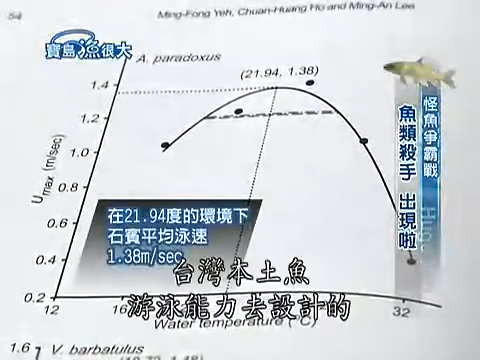 54
Ming-Fong Yeh, Chuan-Huang Ho and Ming-An Lee
寶島漁很大
A. paradoxus
(21.94, 1.38)
1.4
1.2
1.0
0.8
0.6
0.4
0.2
Umax (m/sec)
怪魚爭霸戰
魚類殺手 出現啦
在21.94度的環境下
石賓平均泳速
1.38m/sec
台灣本土魚
游泳能力去設計的
12
32
Water temperature (°C)
1.6
V. barbatulus